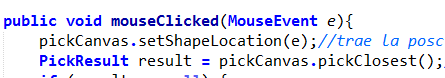 public void mouseClicked(MouseEvent e){
pickCanvas.setShapeLocation(e);//trae la posc
PickResult result = pickCanvas.pickClosest();